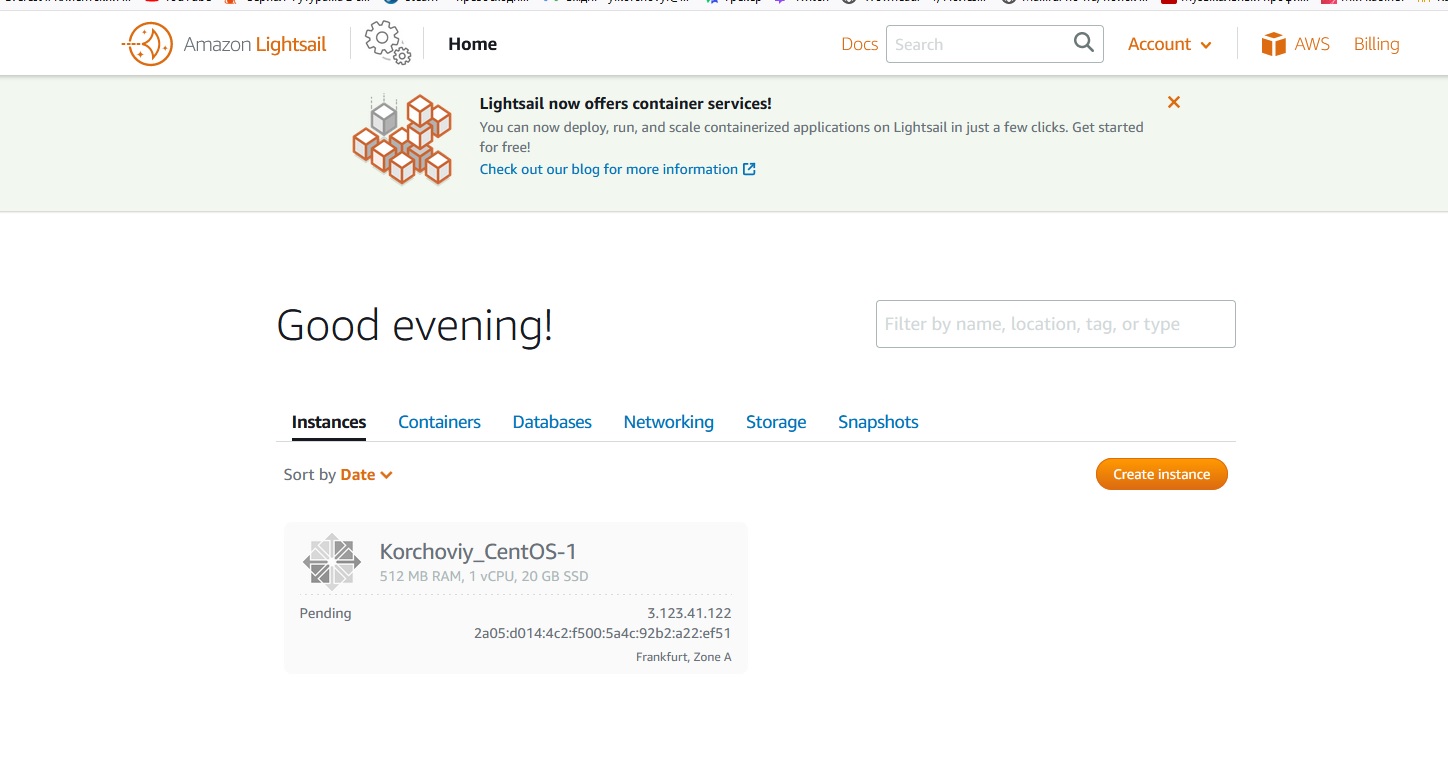 YouTube
Amazon Lightsail
Home
Docs
Search
Account
AWS
Billing
Lightsail now offers container services!
You can now deploy, run, and scale containerized applications on Lightsail in just a few clicks. Get started
for free!
Check out our blog for more information
Good evening!
Filter by name, location, tag, or type
Instances
Containers
Databases
Networking
Storage
Snapshots
Sort by Date
Create instance
Korchoviy_CentOS-1
512 MB RAM, 1 vCPU, 20 GB SSD
Pending
3.123.41.122
2a05:d014:4c2:f500:5a4c:92b2:a22:ef51
Frankfurt, Zone A